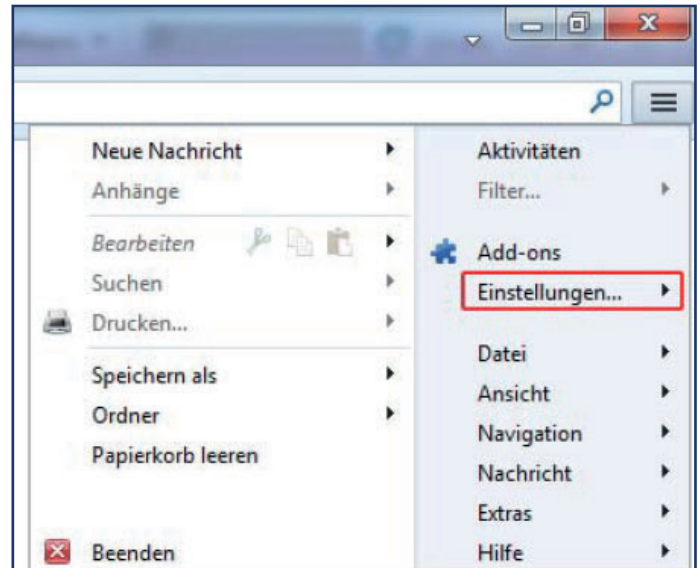 Neue Nachricht
Anhänge
Bearbeiten
Suchen
Drucken...
Speichern als
Ordner
Papierkorb leeren
Beenden
Aktivitäten
Filter...
Add-ons
Einstellungen...
Datei
Ansicht
Navigation
Nachricht
Extras
Hilfe